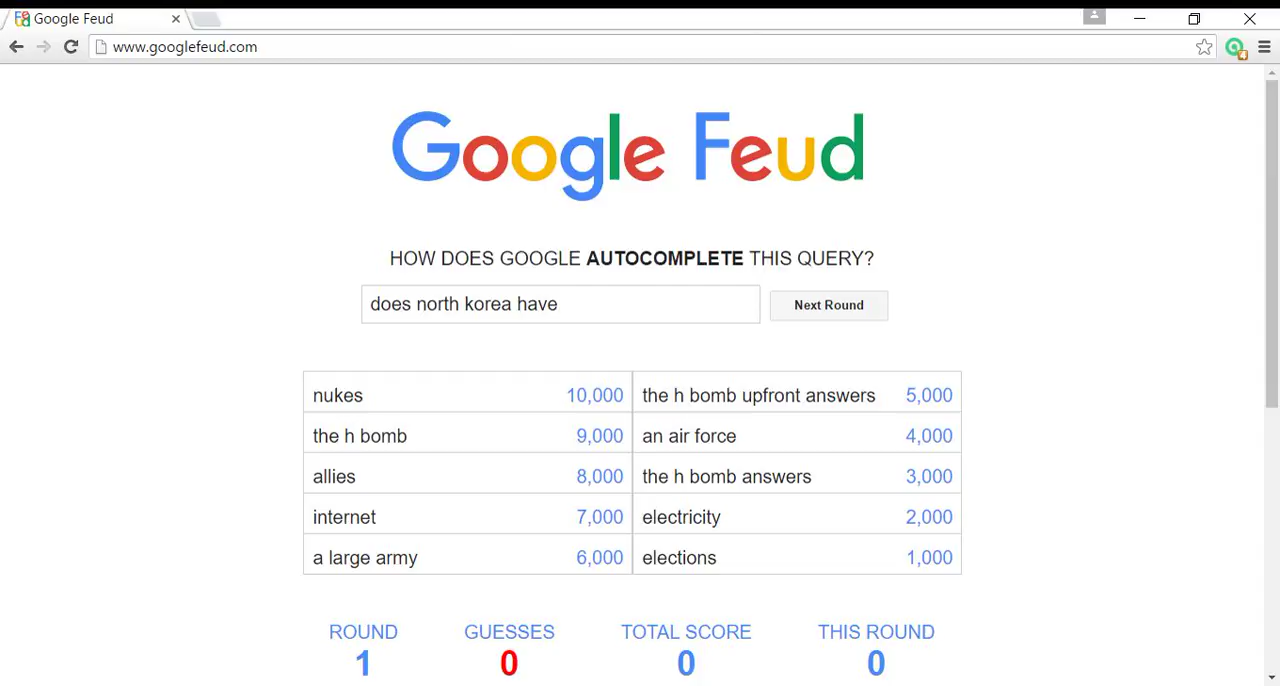 Google Feud
www.googlefeud.com
Google Feud
HOW DOES GOOGLE AUTOCOMPLETE THIS QUERY?
does north korea have
Next Round
nukes 10,000 the h bomb upfront answers 5,000
the h bomb 9,000 an air force 4,000
allies 8,000 the h bomb answers 3,000
internet 7,000 electricity 2,000
a large army 6,000 elections 1,000
ROUND GUESSES TOTAL SCORE THIS ROUND
1 0 0 0